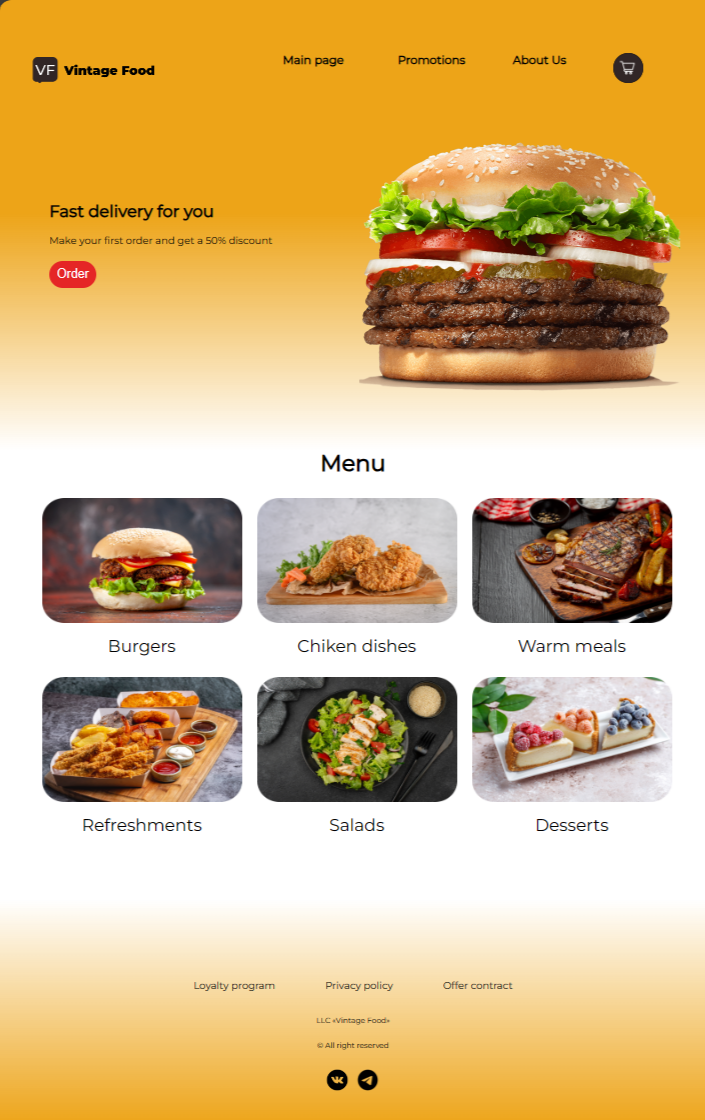 VF Vintage Food
Main page Promotions About Us
Fast delivery for you
Make your first order and get a 50% discount
Order
Menu
Burgers Chiken dishes Warm meals
Refreshments Salads Desserts
Loyalty program Privacy policy Offer contract
LLC «Vintage Food»
© All right reserved